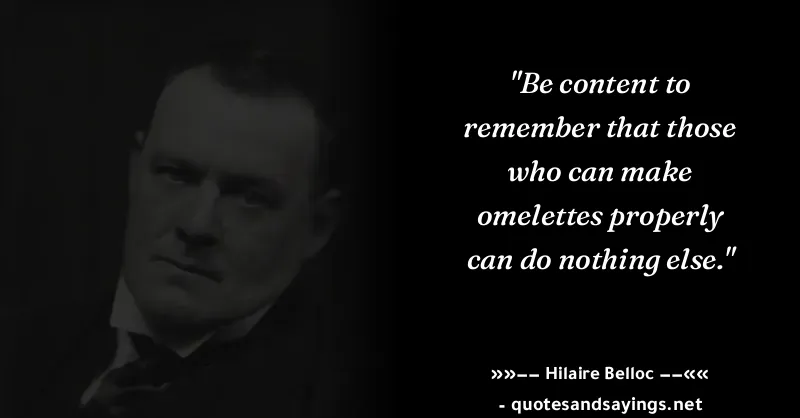 "Be content to
remember that those
who can make
omelettes properly
can do nothing else."
»»–– Hilaire Belloc ––««
- quotesandsayings.net